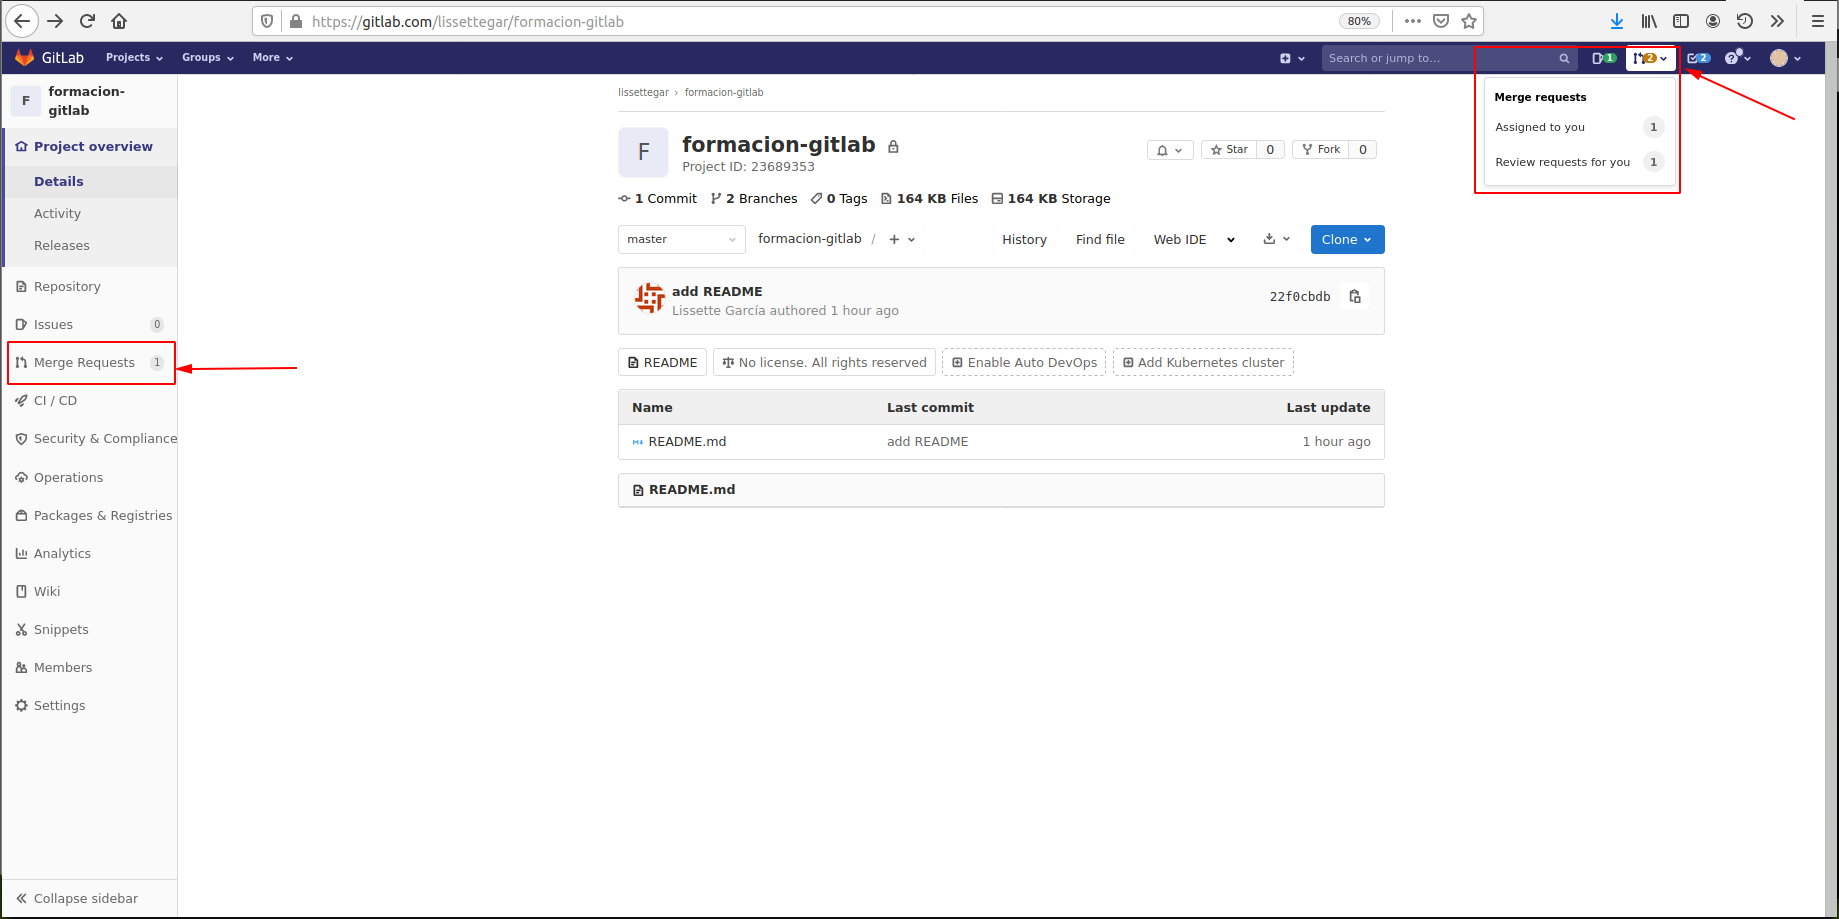 https://gitlab.com/lissettegar/formacion-gitlab
80%
GitLab
Projects
Groups
More
Search or jump to...
1
2
2
F
formacion-
gitlab
Project overview
Details
Activity
Releases
Repository
Issues 0
Merge Requests 1
CI / CD
Security & Compliance
Operations
Packages & Registries
Analytics
Wiki
Snippets
Members
Settings
Collapse sidebar
lissettegar › formacion-gitlab
F
formacion-gitlab
Project ID: 23689353
Star 0
Fork 0
1 Commit 2 Branches 0 Tags 164 KB Files 164 KB Storage
master
formacion-gitlab /
History
Find file
Web IDE
Clone
add README
Lissette García authored 1 hour ago
22f0cbdb
README
No license. All rights reserved
Enable Auto DevOps
Add Kubernetes cluster
Name Last commit Last update
README.md add README 1 hour ago
README.md
Merge requests
Assigned to you 1
Review requests for you 1